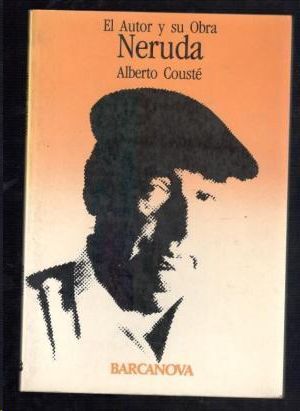 El Autor y su Obra
Neruda
Alberto Cousté
BARCANOVA